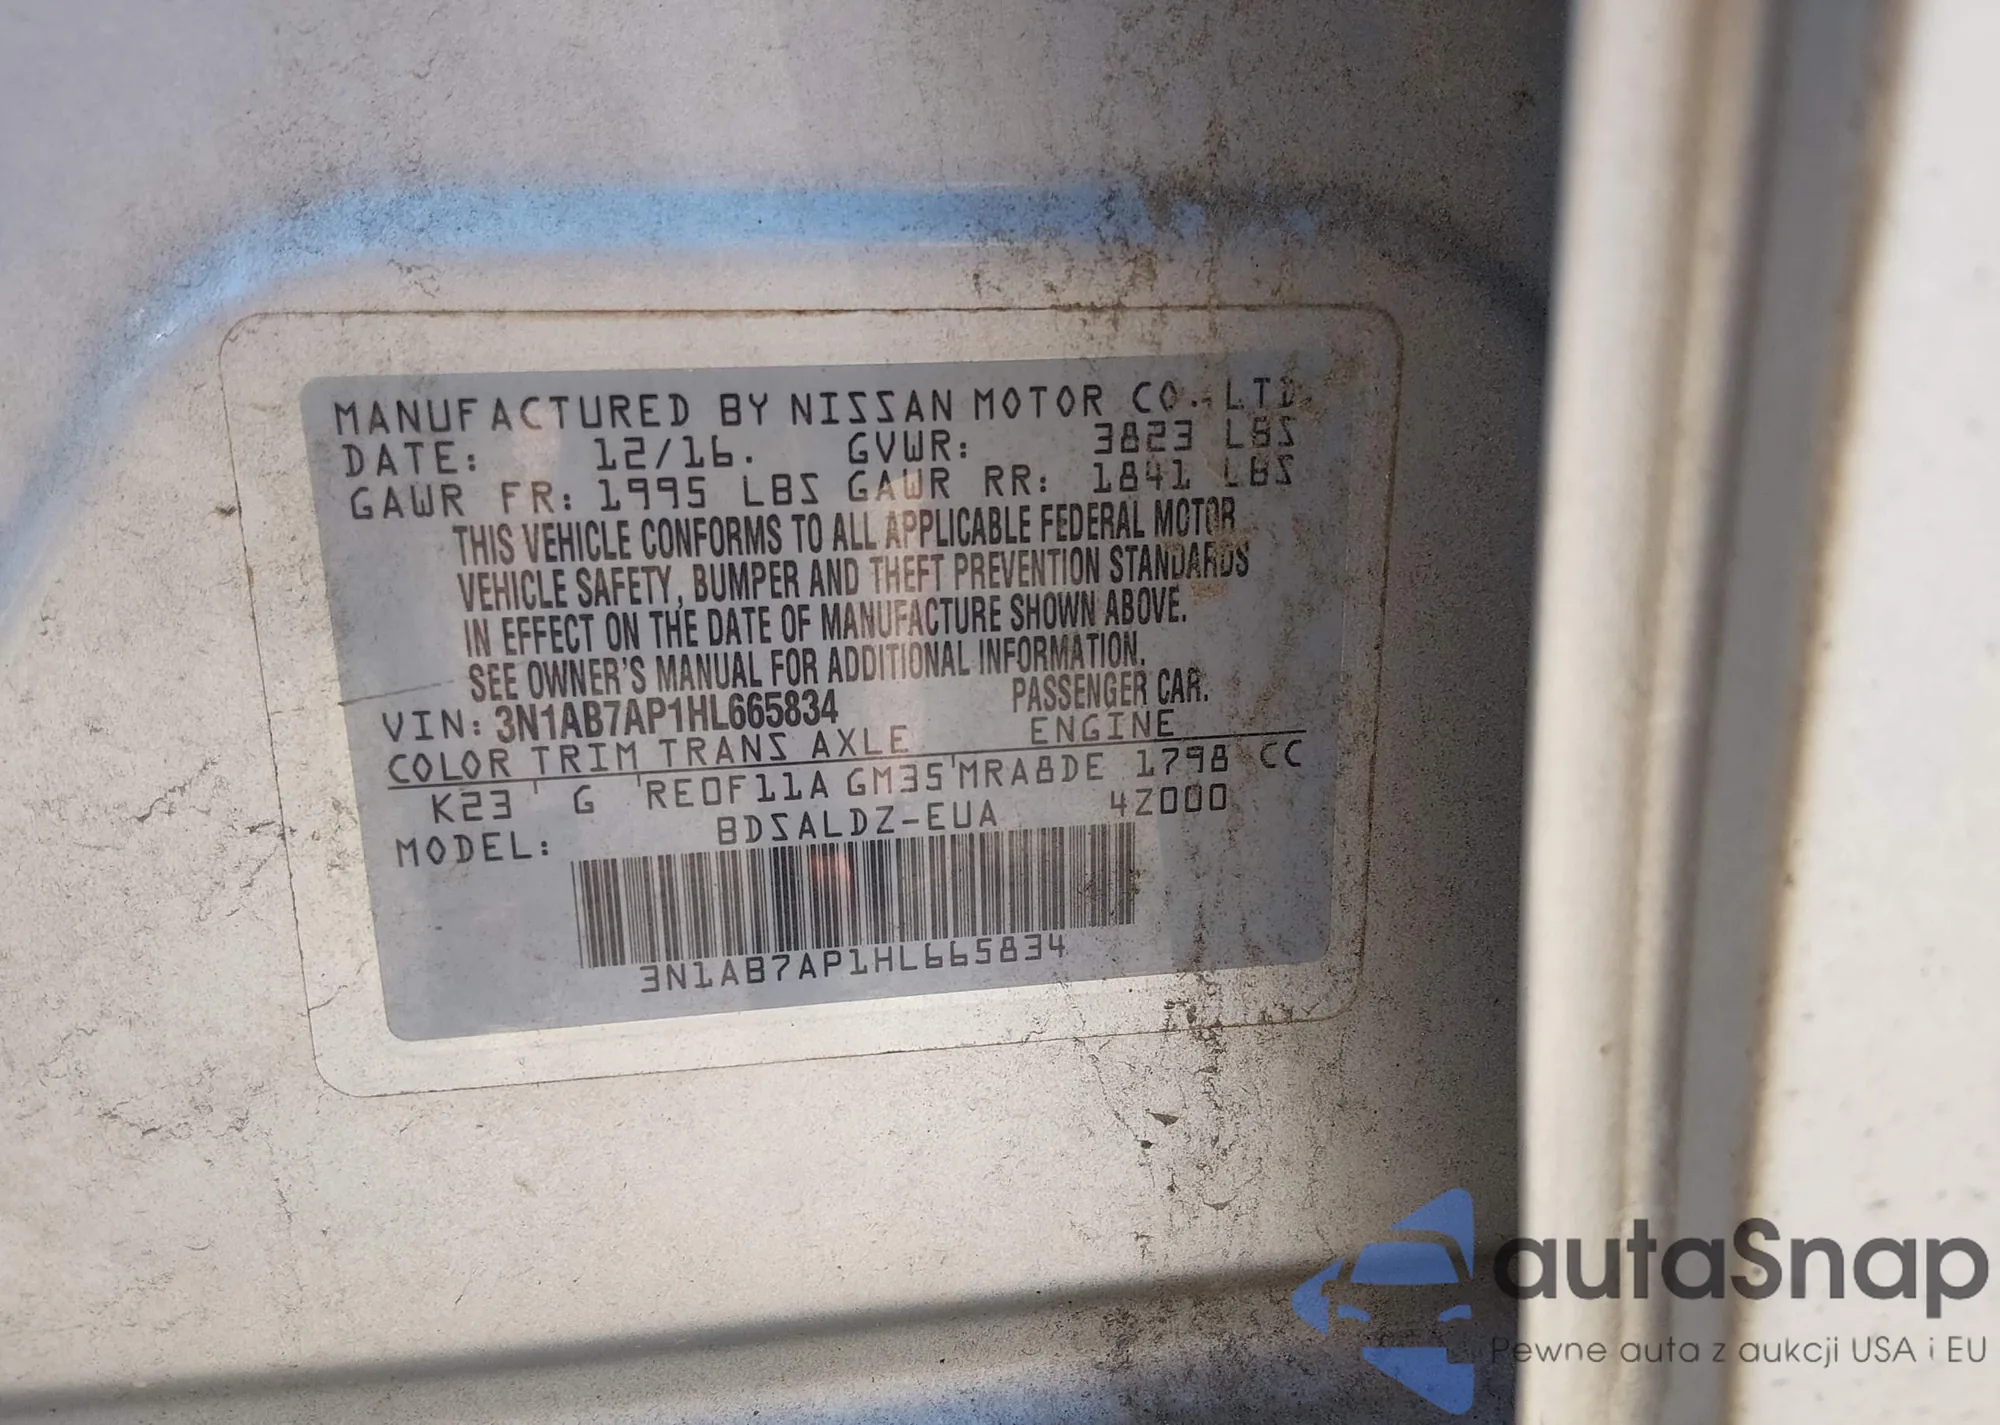 MANUFACTURED BY NISSAN MOTOR CO., LTD.
DATE: 12/16. GVWR: 3823 LBS
GAWR FR: 1995 LBS GAWR RR: 1841 LBS
THIS VEHICLE CONFORMS TO ALL APPLICABLE FEDERAL MOTOR
VEHICLE SAFETY, BUMPER AND THEFT PREVENTION STANDARDS
IN EFFECT ON THE DATE OF MANUFACTURE SHOWN ABOVE.
SEE OWNER'S MANUAL FOR ADDITIONAL INFORMATION.
VIN: 3N1AB7AP1HL665834 PASSENGER CAR.
COLOR TRIM TRANS AXLE ENGINE
K23 G RE0F11A GM35 MRA8DE 1798 CC
MODEL: BDSALDZ-EUA 4Z000
3N1AB7AP1HL665834
autaSnap
Pewne auta z aukcji USA i EU